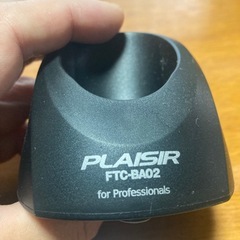 PLAISIR
FTC-BA02
for Professionals